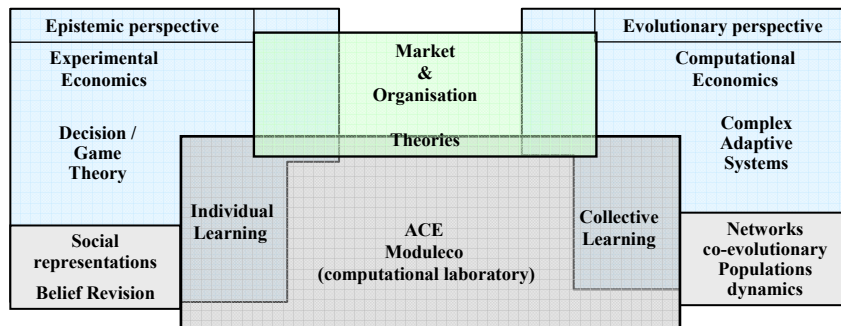 Epistemic perspective
Experimental
Economics
Decision /
Game
Theory
Social
representations
Belief Revision
Individual
Learning
Market
&
Organisation
Theories
ACE
Moduleco
(computational laboratory)
Collective
Learning
Evolutionary perspective
Computational
Economics
Complex
Adaptive
Systems
Networks
co-evolutionary
Populations
dynamics